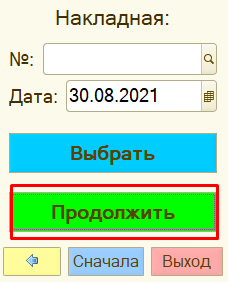 Накладная:
№:
Дата: 30.08.2021
Выбрать
Продолжить
Сначала Выход